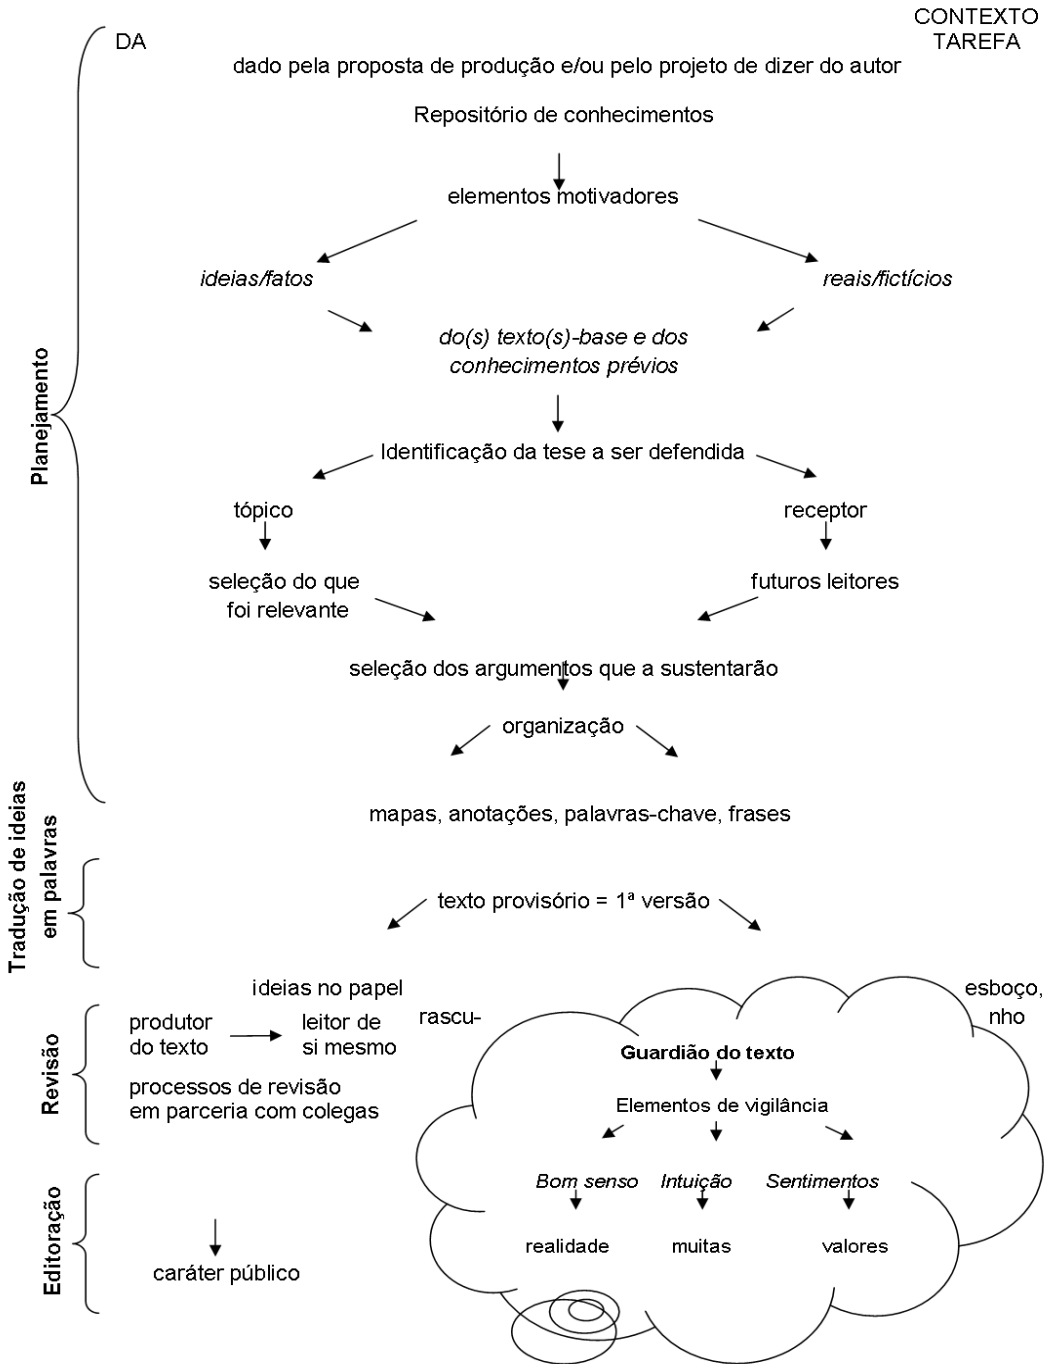 CONTEXTO
DA TAREFA
dado pela proposta de produção e/ou pelo projeto de dizer do autor
Repositório de conhecimentos
elementos motivadores
ideias/fatos
reais/fictícios
do(s) texto(s)-base e dos
conhecimentos prévios
Planejamento
Identificação da tese a ser defendida
tópico
receptor
seleção do que
foi relevante
futuros leitores
seleção dos argumentos que a sustentarão
organização
mapas, anotações, palavras-chave, frases
Tradução de ideias
em palavras
texto provisório = 1ª versão
ideias no papel
esboço,
rascu-
nho
Revisão
produtor
do texto
leitor de
si mesmo
processos de revisão
em parceria com colegas
Guardião do texto
Elementos de vigilância
Bom senso
Intuição
Sentimentos
realidade
muitas
valores
Editoração
caráter público